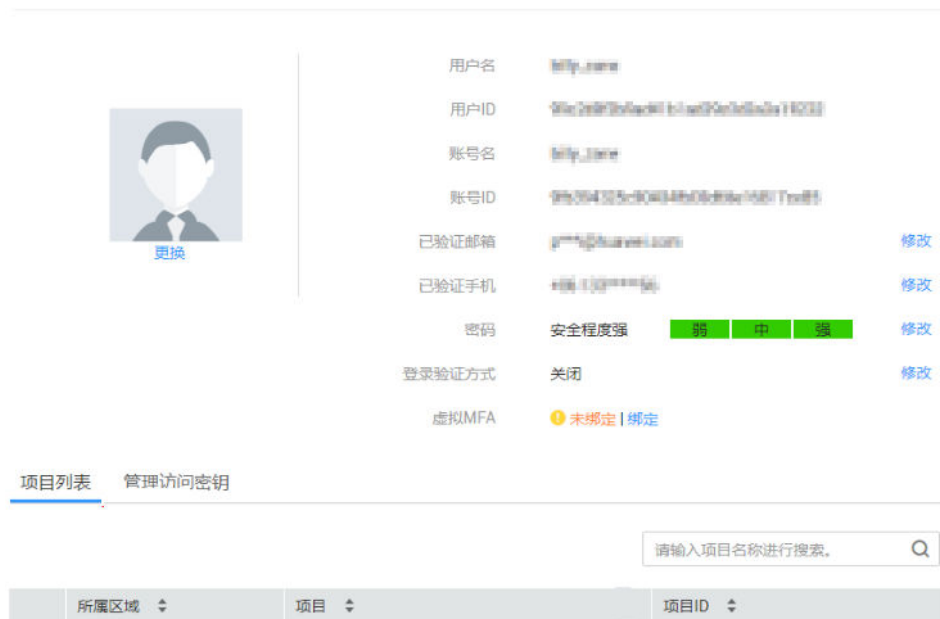 用户名
用户ID
账号名
账号ID
更换
已验证邮箱 修改
已验证手机 修改
密码 安全程度强 弱 中 强 修改
登录验证方式 关闭 修改
虚拟MFA 未绑定 | 绑定
项目列表 管理访问密钥
请输入项目名称进行搜索。
所属区域 项目 项目ID